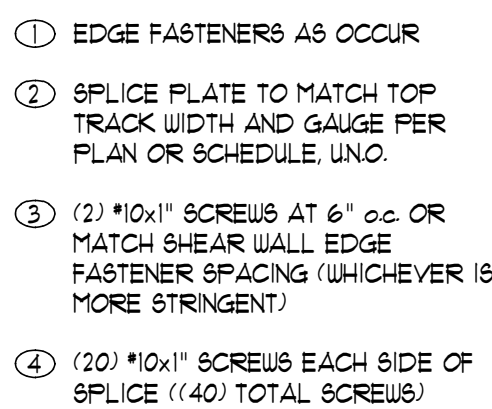 1 EDGE FASTENERS AS OCCUR
2 SPLICE PLATE TO MATCH TOP
TRACK WIDTH AND GAUGE PER
PLAN OR SCHEDULE, U.N.O.
3 (2) #10x1" SCREWS AT 6" o.c. OR
MATCH SHEAR WALL EDGE
FASTENER SPACING (WHICHEVER IS
MORE STRINGENT)
4 (20) #10x1" SCREWS EACH SIDE OF
SPLICE ((40) TOTAL SCREWS)